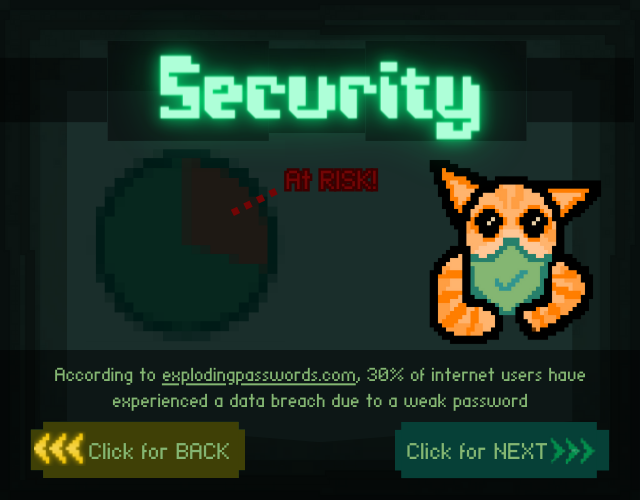 Security
At RISK!
According to explodingpasswords.com, 30% of internet users have
experienced a data breach due to a weak password
Click for BACK
Click for NEXT